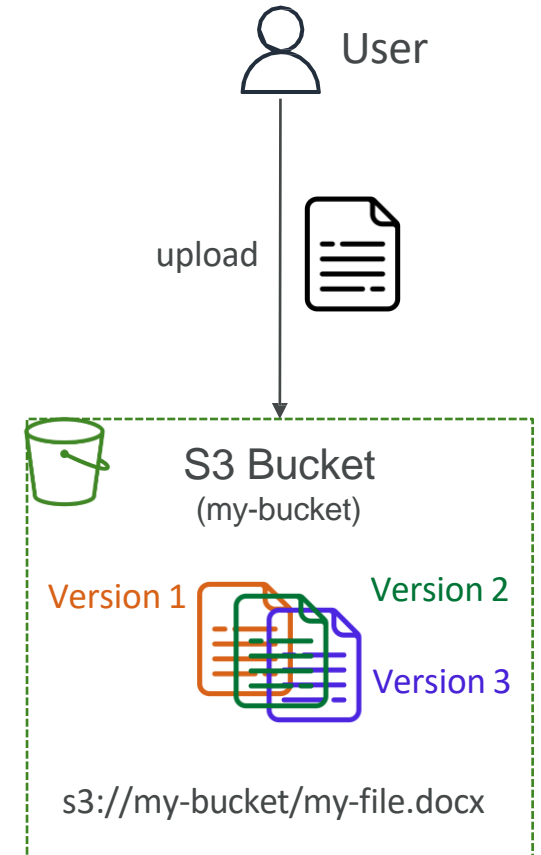 User
upload
S3 Bucket
(my-bucket)
Version 1
Version 2
Version 3
s3://my-bucket/my-file.docx